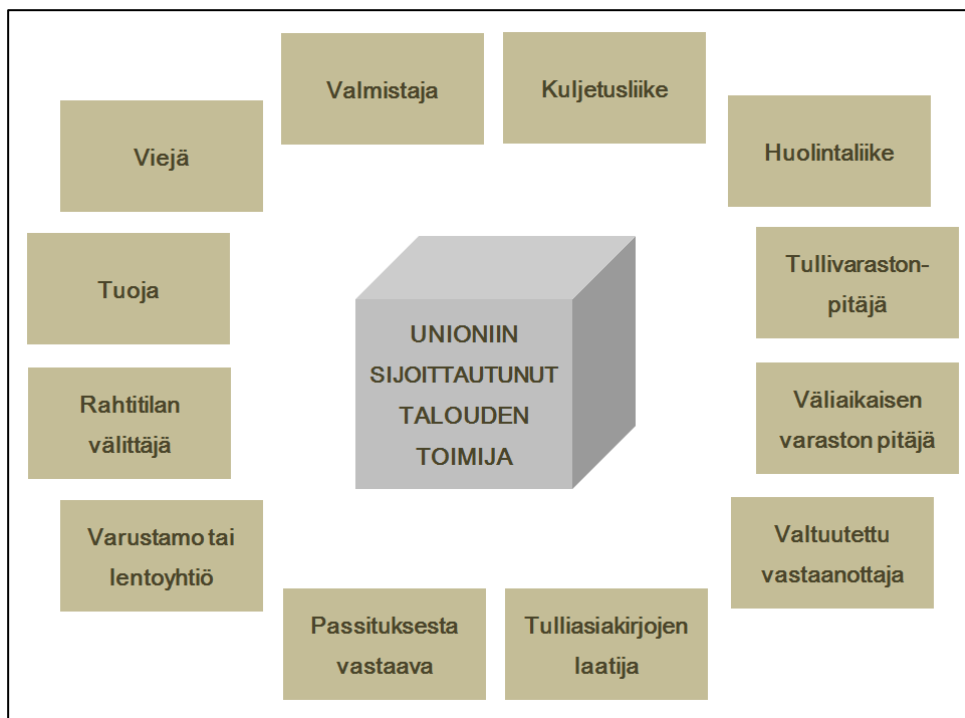 Valmistaja
Kuljetusliike
Viejä
Huolintaliike
Tuoja
Tullivaraston-
pitäjä
UNIONIIN
SIJOITTAUTUNUT
TALOUDEN
TOIMIJA
Rahtitilan
välittäjä
Väliaikaisen
varaston pitäjä
Varustamo tai
lentoyhtiö
Valtuutettu
vastaanottaja
Passituksesta
vastaava
Tulliasiakirjojen
laatija